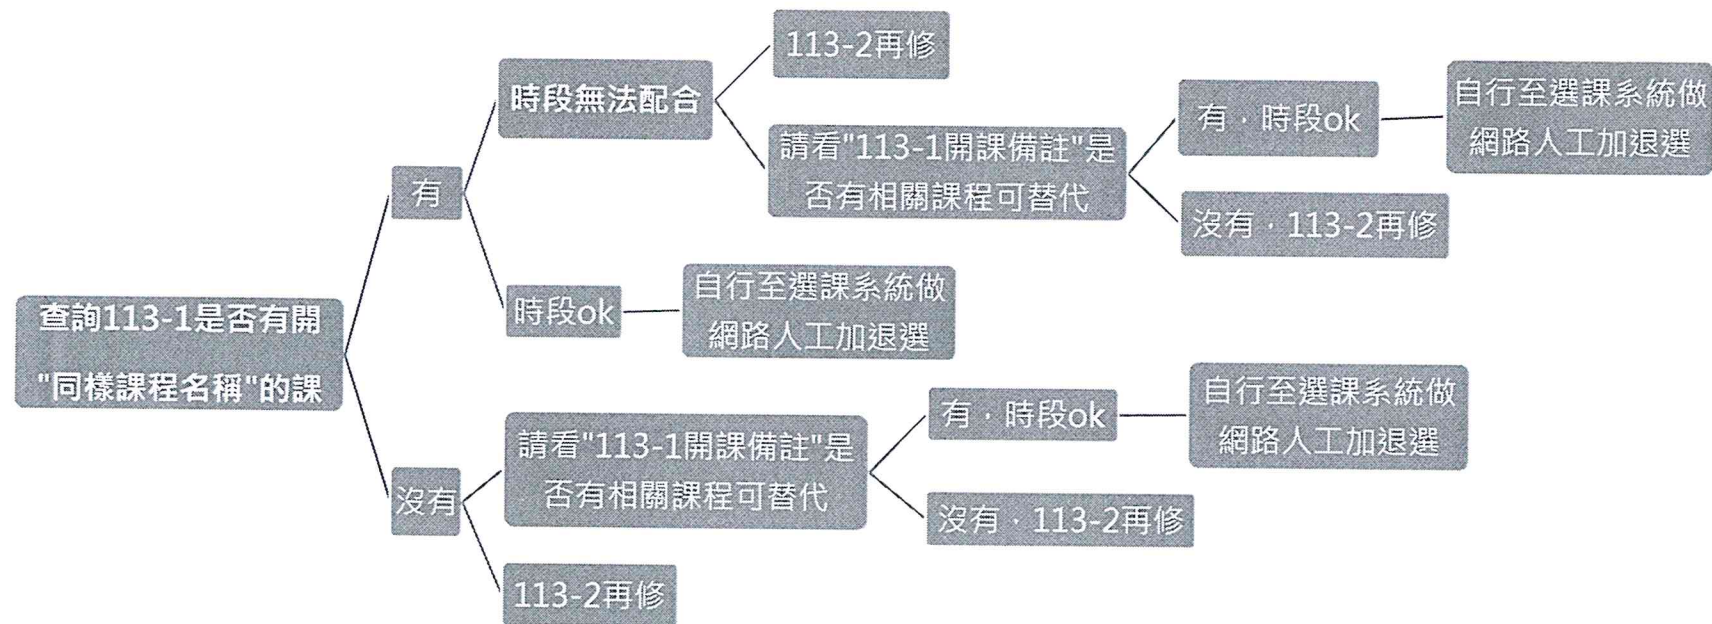 查詢113-1是否有開
"同樣課程名稱"的課
有
時段無法配合
113-2再修
請看"113-1開課備註"是
否有相關課程可替代
有，時段ok
自行至選課系統做
網路人工加退選
沒有，113-2再修
時段ok
自行至選課系統做
網路人工加退選
沒有
請看"113-1開課備註"是
否有相關課程可替代
有，時段ok
自行至選課系統做
網路人工加退選
沒有，113-2再修
113-2再修